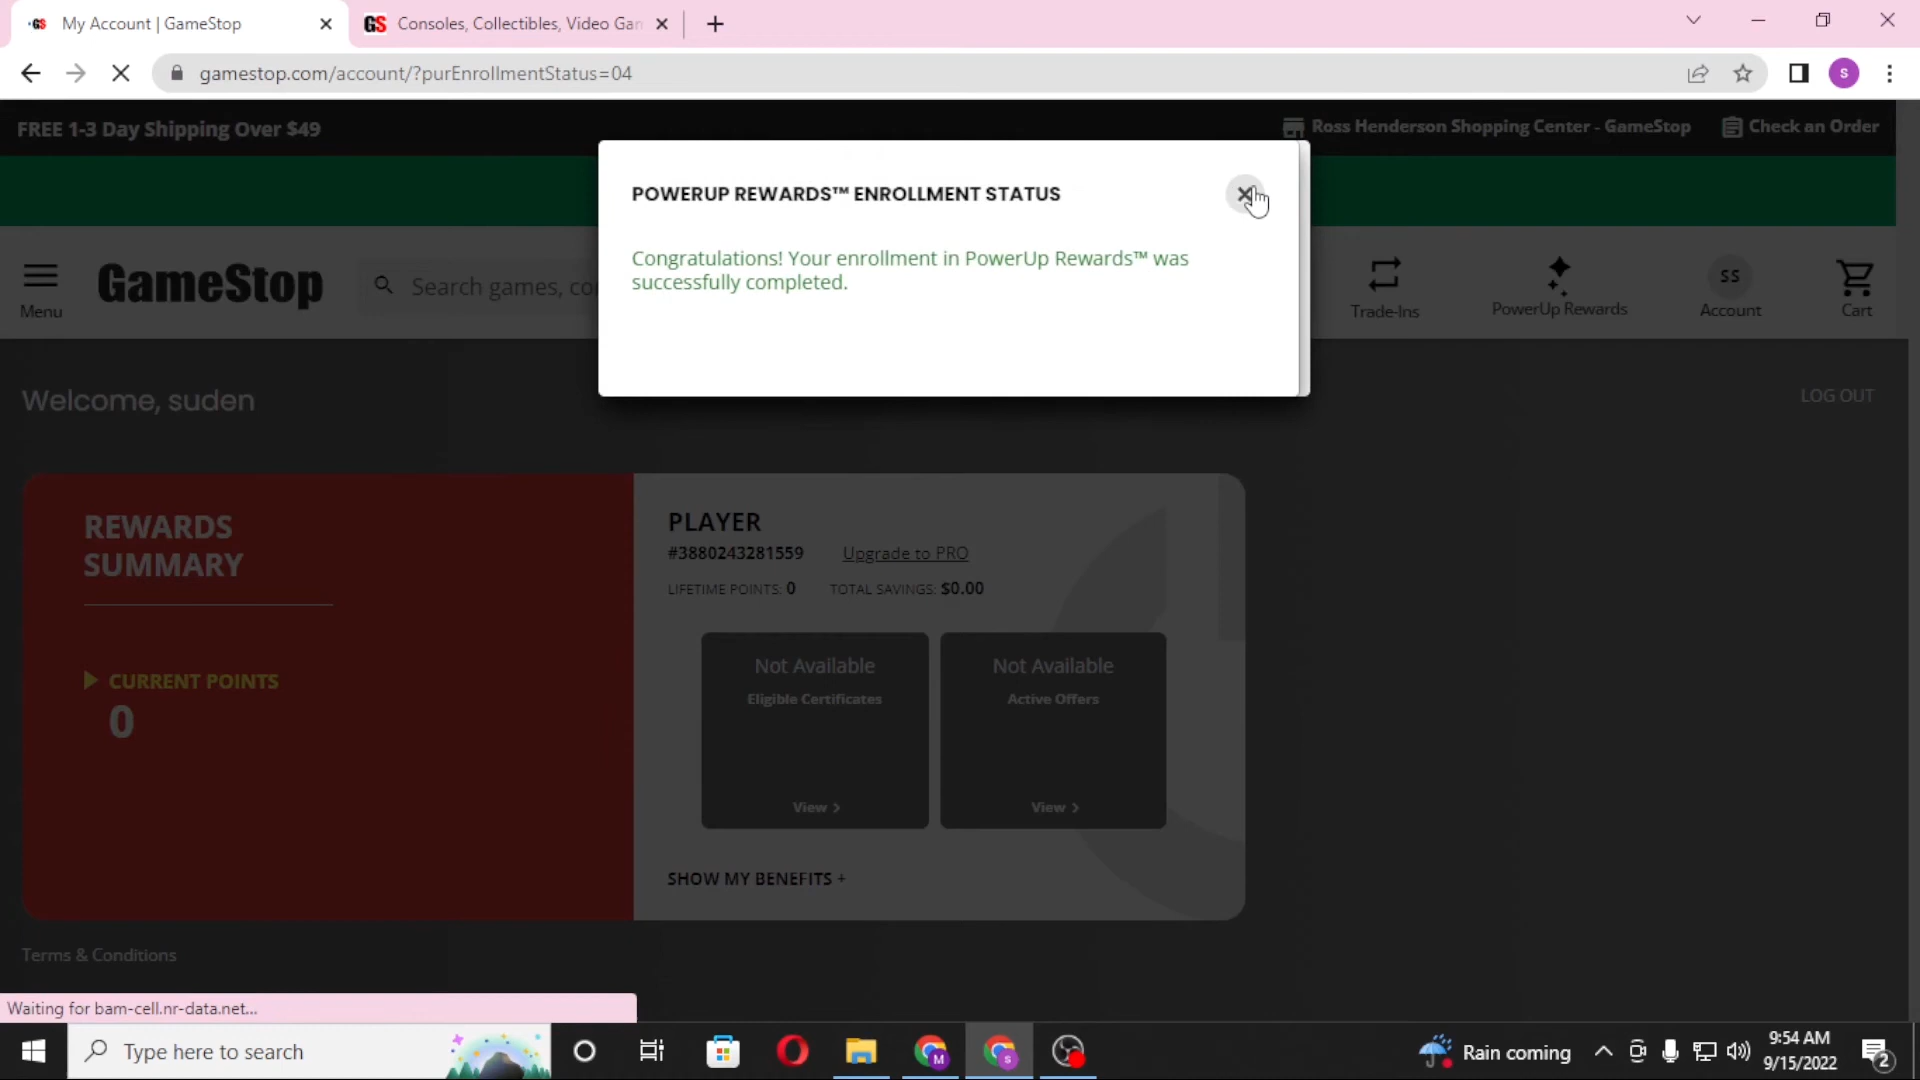 My Account | GameStop
GS Consoles, Collectibles, Video Gam
gamestop.com/account/?purEnrollmentStatus=04
S
FREE 1-3 Day Shipping Over $49
Ross Henderson Shopping Center - GameStop
Check an Order
POWERUP REWARDS™ ENROLLMENT STATUS
Congratulations! Your enrollment in PowerUp Rewards™ was
successfully completed.
Menu
GameStop
Search games, co
Trade-Ins
PowerUp Rewards
SS
Account
Cart
Welcome, suden
LOG OUT
REWARDS
SUMMARY
CURRENT POINTS
0
PLAYER
#3880243281559 Upgrade to PRO
LIFETIME POINTS: 0 TOTAL SAVINGS: $0.00
Not Available
Eligible Certificates
View >
Not Available
Active Offers
View >
SHOW MY BENEFITS +
Terms & Conditions
Waiting for bam-cell.nr-data.net...
Type here to search
M
S
Rain coming
9:54 AM
9/15/2022
2